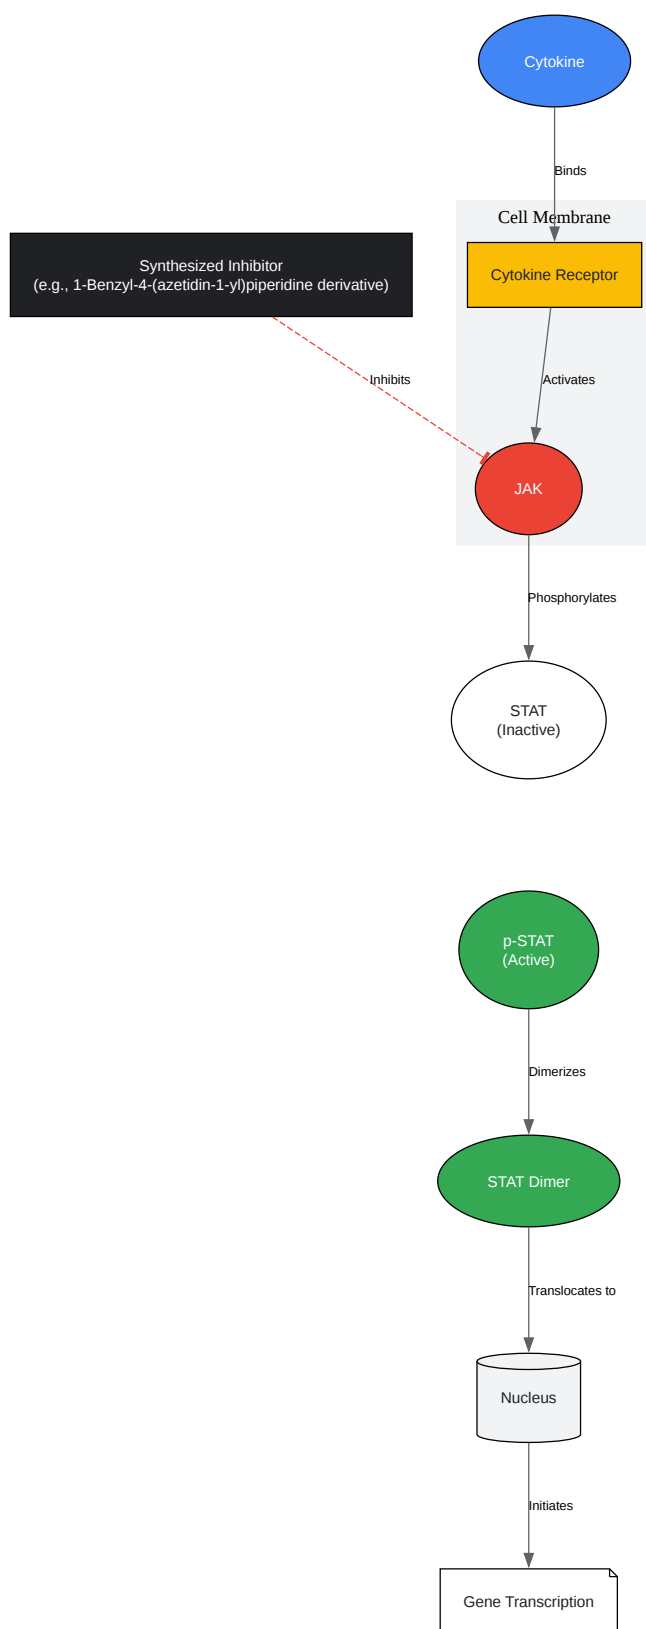 Cytokine
Binds
Cell Membrane
Synthesized Inhibitor
(e.g., 1-Benzyl-4-(azetidin-1-yl)piperidine derivative)
Cytokine Receptor
Inhibits
Activates
JAK
Phosphorylates
STAT
(Inactive)
p-STAT
(Active)
Dimerizes
STAT Dimer
Translocates to
Nucleus
Initiates
Gene Transcription